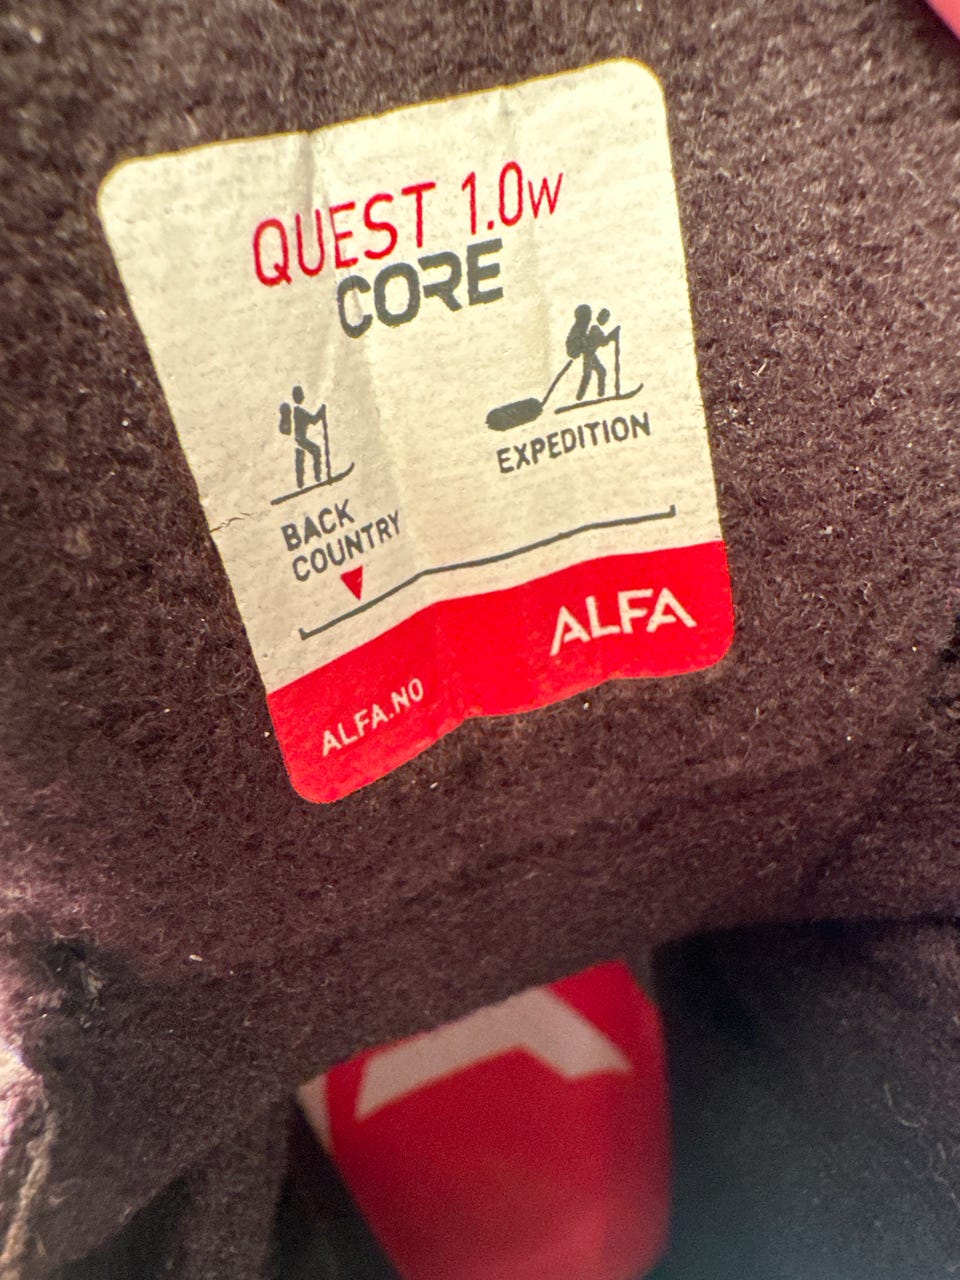 QUEST 1.0W
CORE
BACK
COUNTRY
EXPEDITION
ALFA.NO
ALFA